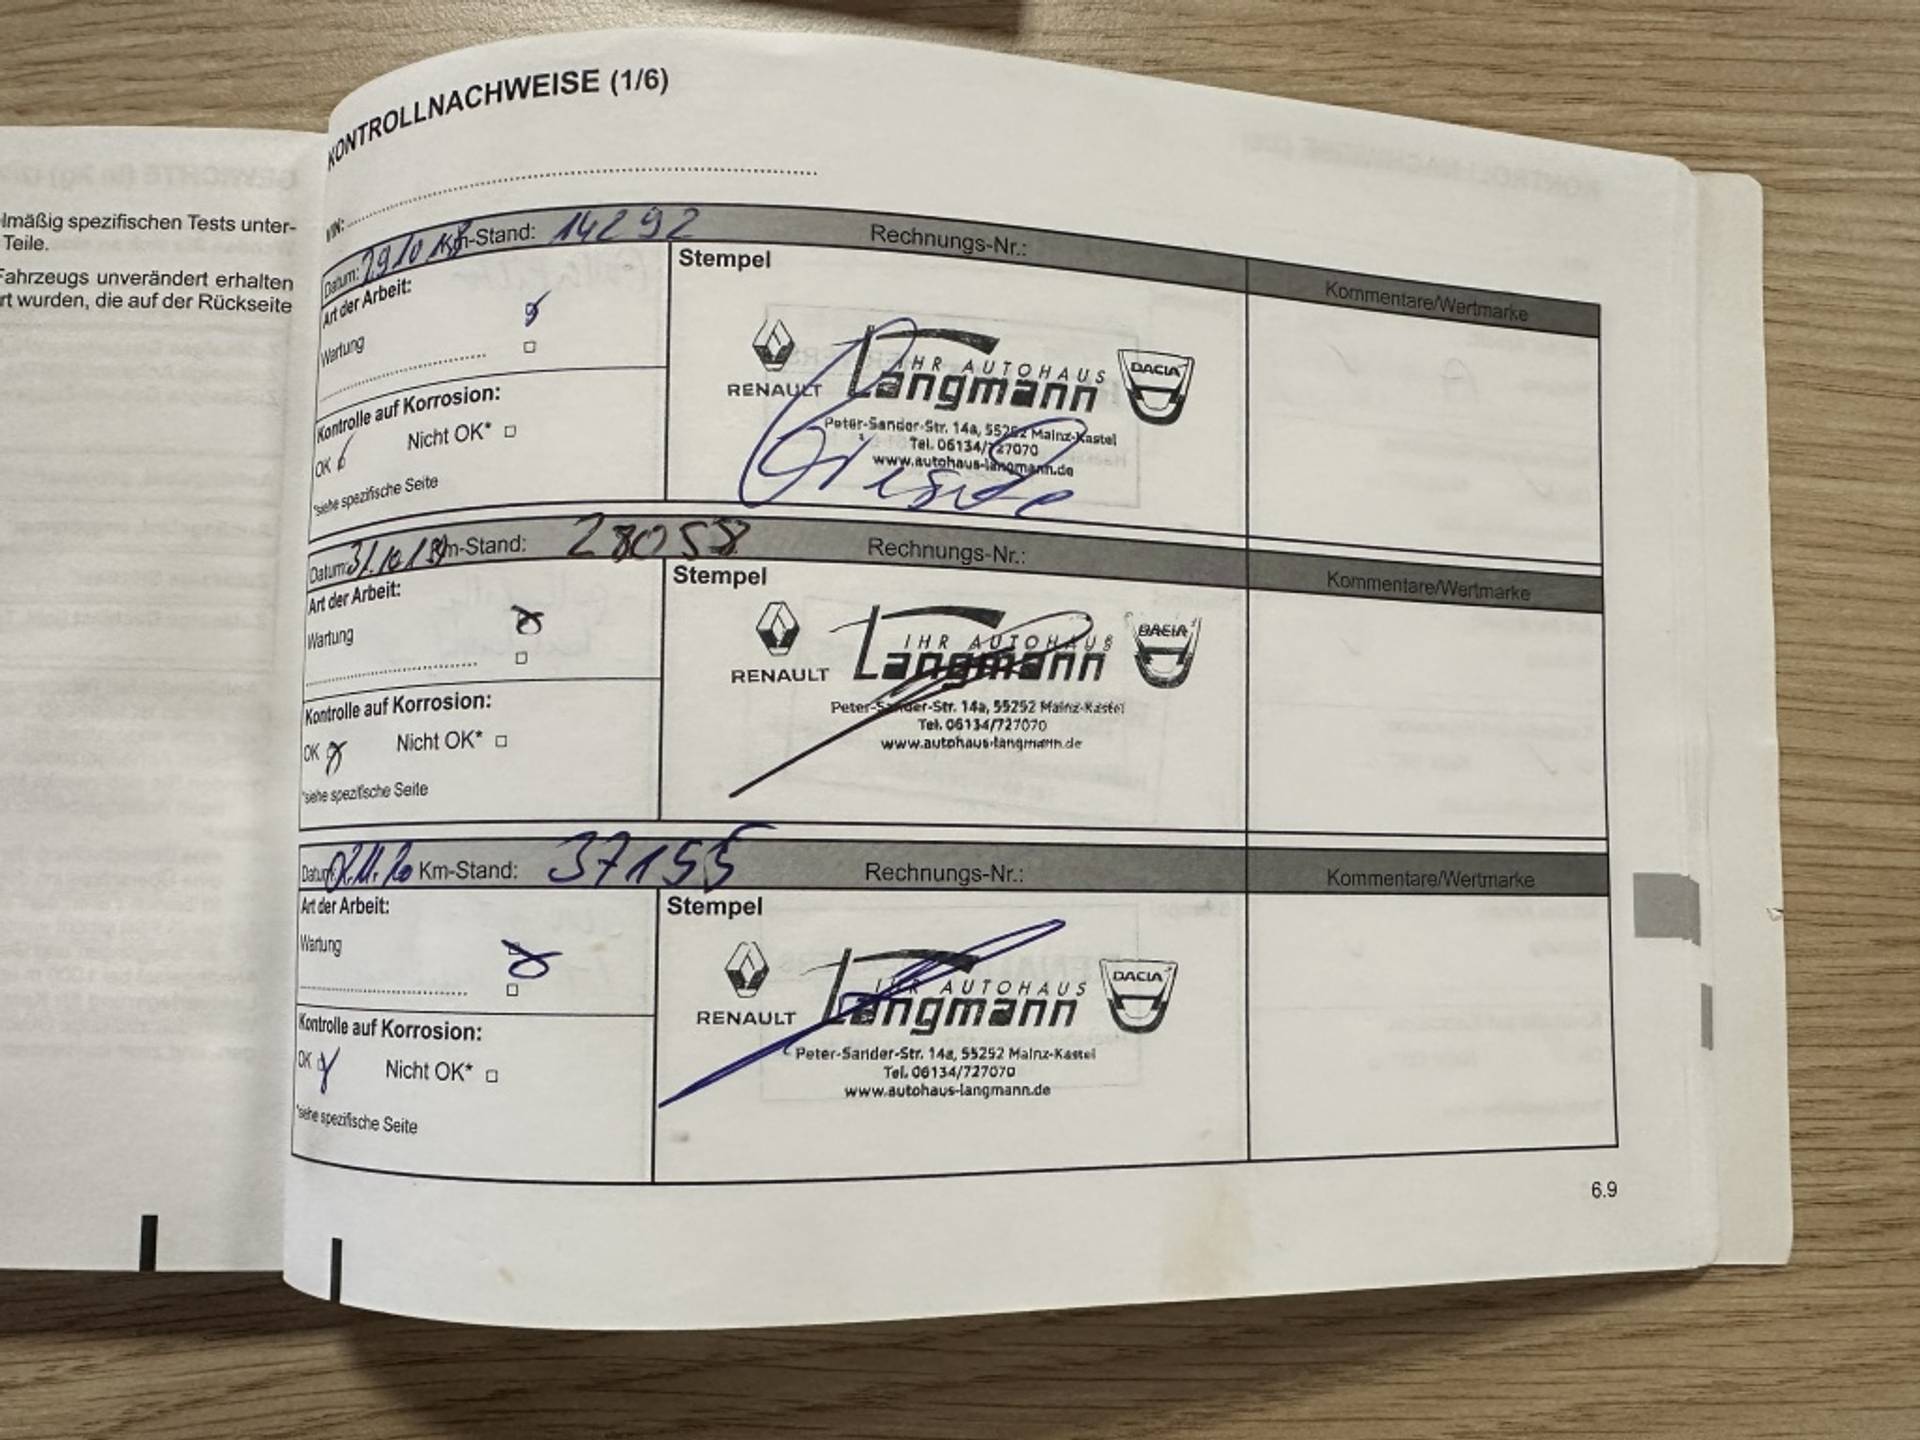 lmäßig spezifischen Tests unter-
Teile.
Fahrzeugs unverändert erhalten
rt wurden, die auf der Rückseite
KONTROLLNACHWEISE (1/6)
VIN:
Datum: 29.10.18 Km-Stand: 14292 Rechnungs-Nr.:
Art der Arbeit:
Wartung
Kontrolle auf Korrosion:
OK Nicht OK* □
*siehe spezifische Seite
Stempel
RENAULT
IHR AUTOHAUS
Langmann
DACIA
Peter-Sander-Str. 14a, 55252 Mainz-Kastel
Tel. 06134/727070
www.autohaus-langmann.de
Kommentare/Wertmarke
Datum: 31.10.19 Km-Stand: 28058 Rechnungs-Nr.:
Art der Arbeit:
Wartung
Kontrolle auf Korrosion:
OK Nicht OK* □
*siehe spezifische Seite
Stempel
RENAULT
IHR AUTOHAUS
Langmann
DACIA
Peter-Sander-Str. 14a, 55252 Mainz-Kastel
Tel. 06134/727070
www.autohaus-langmann.de
Kommentare/Wertmarke
Datum: Km-Stand: 37155 Rechnungs-Nr.:
Art der Arbeit:
Wartung
Kontrolle auf Korrosion:
OK Nicht OK* □
*siehe spezifische Seite
Stempel
RENAULT
IHR AUTOHAUS
Langmann
DACIA
Peter-Sander-Str. 14a, 55252 Mainz-Kastel
Tel. 06134/727070
www.autohaus-langmann.de
Kommentare/Wertmarke
6.9